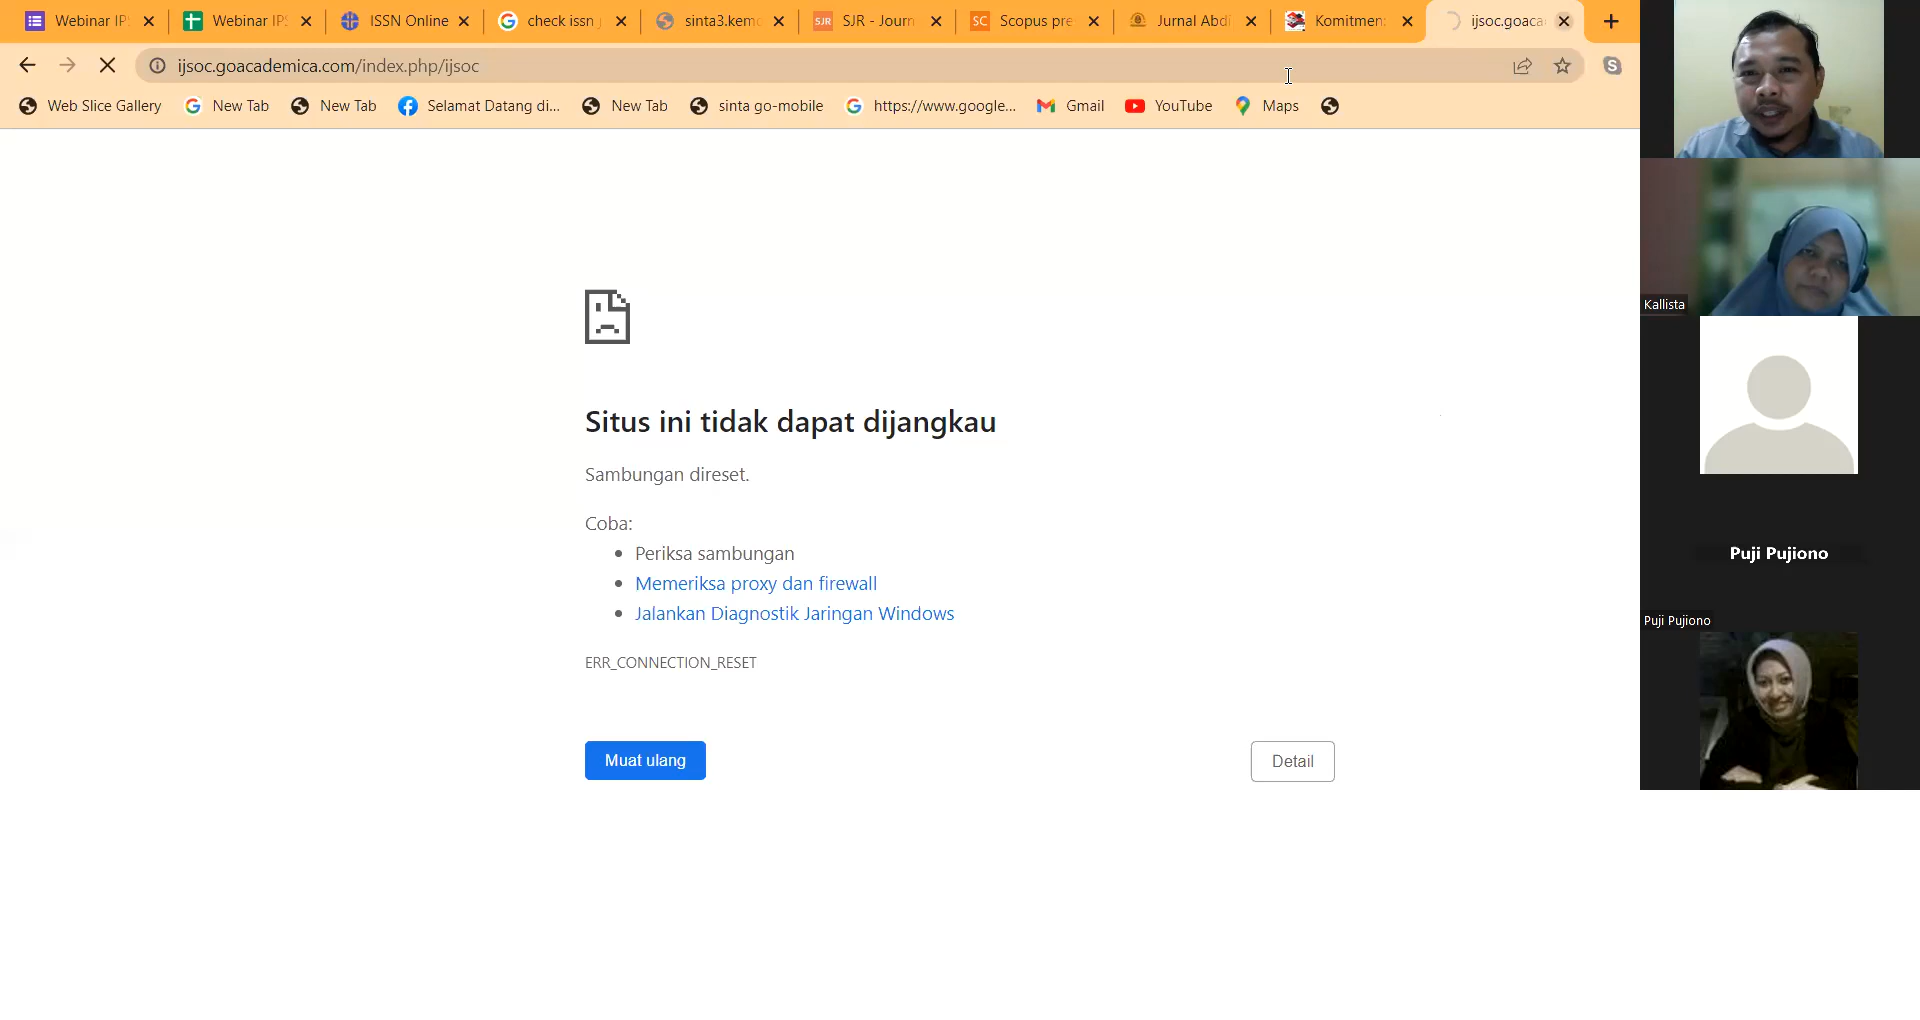 Webinar IPS
Webinar IPS
ISSN Online
check issn j
sinta3.kemd
SJR - Journ
Scopus pre
Jurnal Abdi
Komitmen
ijsoc.goaca
ijsoc.goacademica.com/index.php/ijsoc
Web Slice Gallery
New Tab
New Tab
Selamat Datang di...
New Tab
sinta go-mobile
https://www.google...
Gmail
YouTube
Maps
Situs ini tidak dapat dijangkau
Sambungan direset.
Coba:
Periksa sambungan
Memeriksa proxy dan firewall
Jalankan Diagnostik Jaringan Windows
ERR_CONNECTION_RESET
Muat ulang
Detail
Kallista
Puji Pujiono
Puji Pujiono